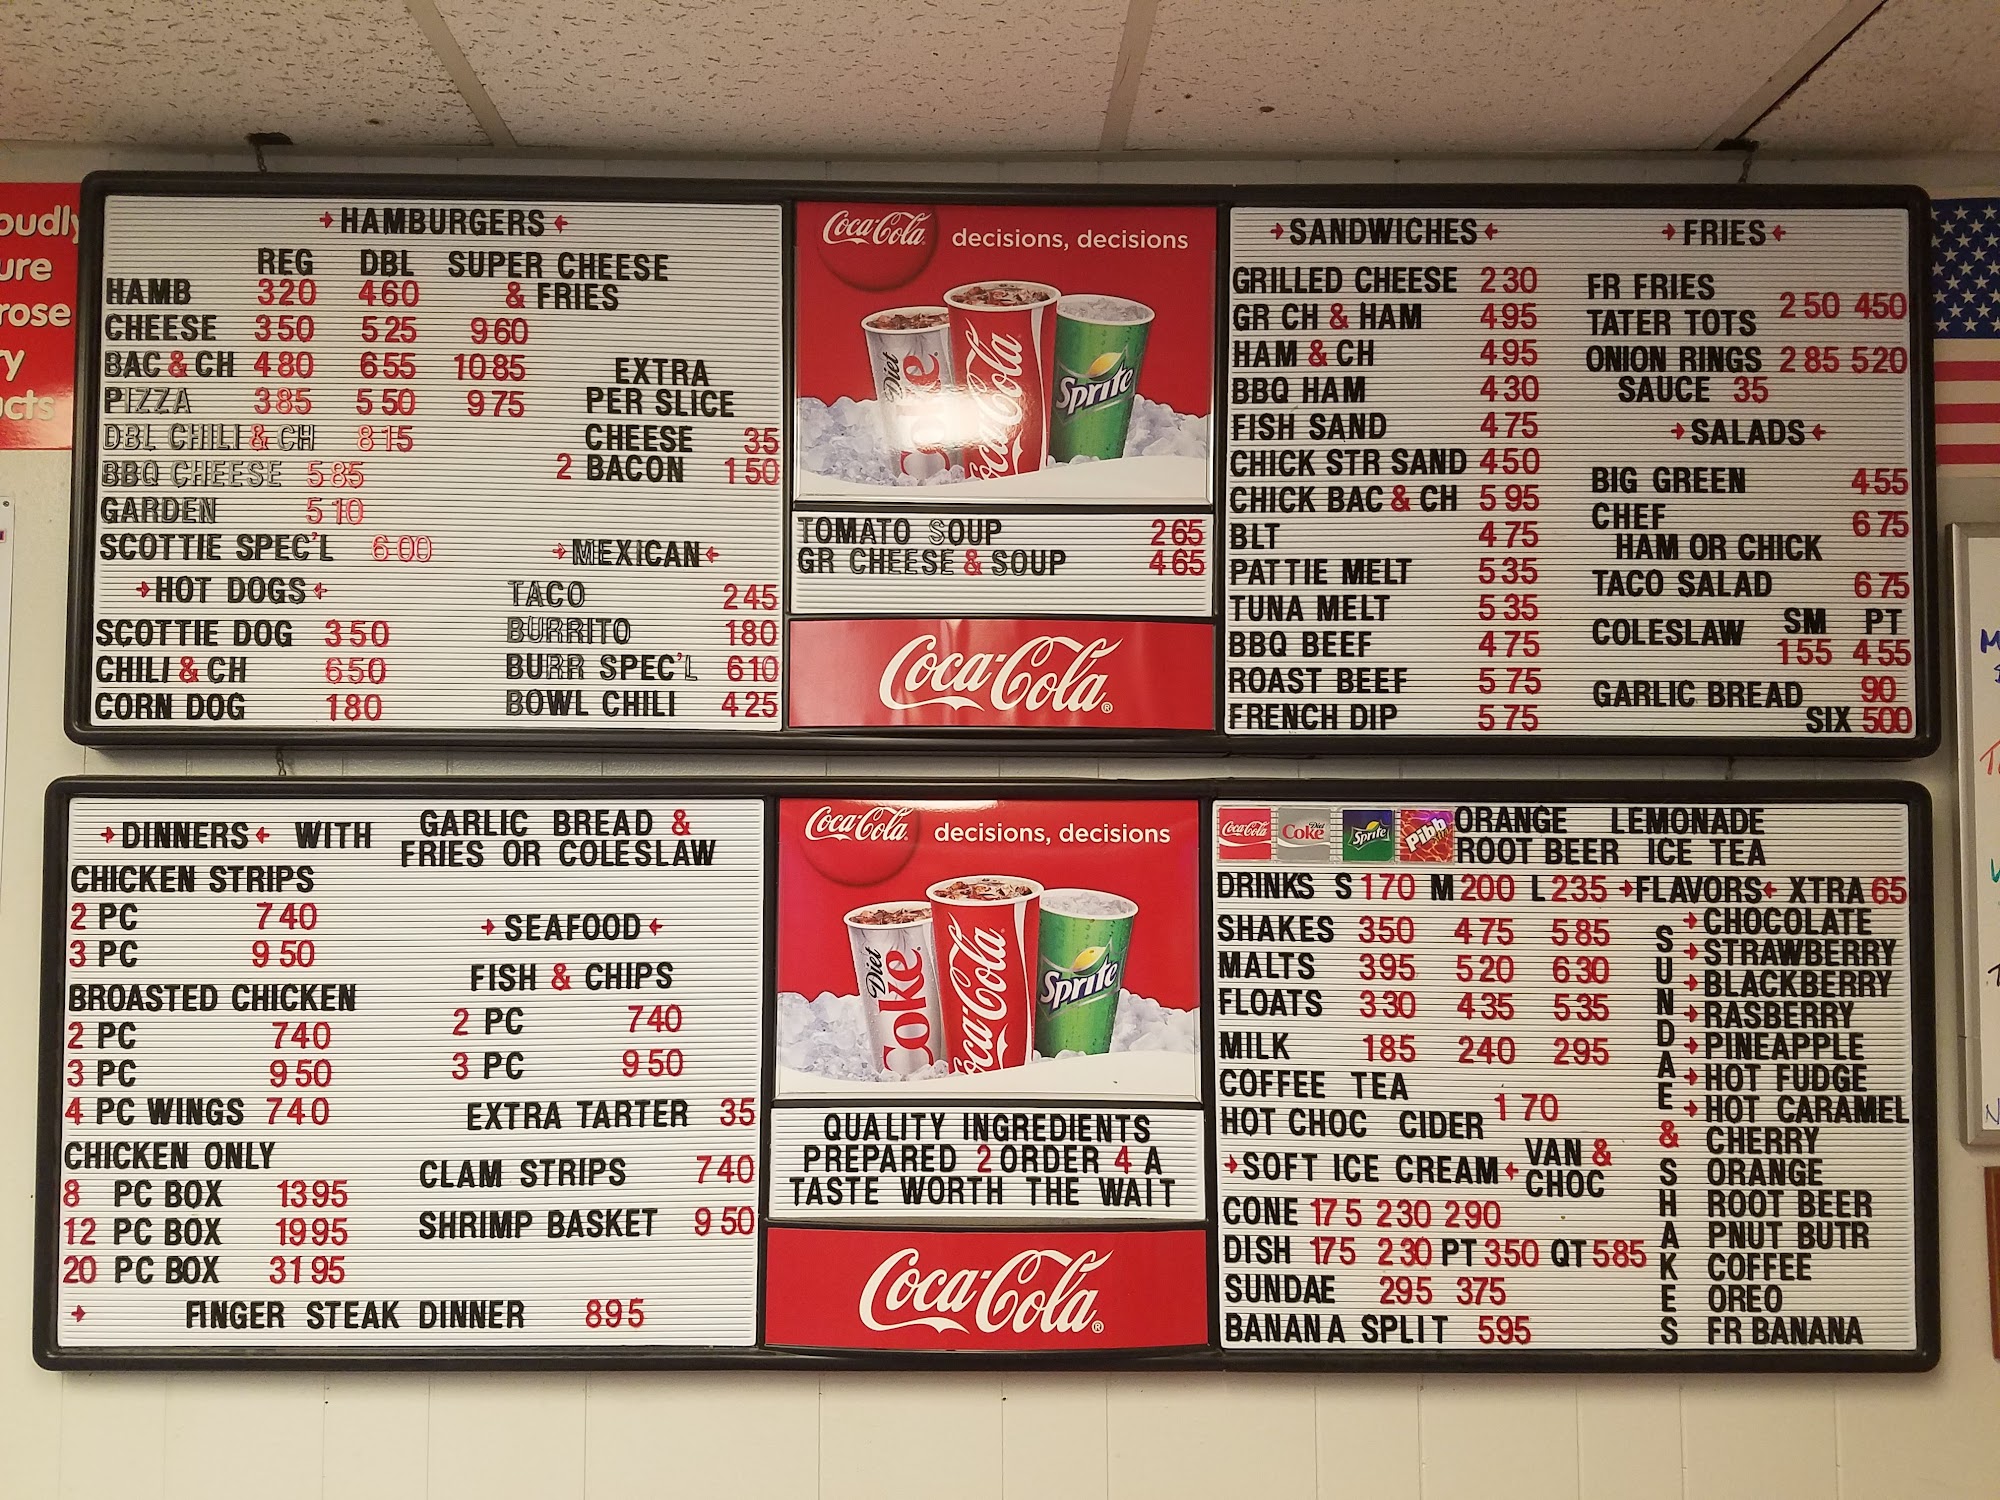 oudly
ure
rose
ry
ucts
HAMBURGERS
REG DBL SUPER CHEESE
& FRIES
HAMB 320 460
CHEESE 350 525 960
BAC & CH 480 655 1085
PIZZA 385 550 975
DBL CHILI & CH 815
BBQ CHEESE 585
GARDEN 510
SCOTTIE SPEC'L 600
EXTRA
PER SLICE
CHEESE 35
2 BACON 150
HOT DOGS
SCOTTIE DOG 350
CHILI & CH 650
CORN DOG 180
MEXICAN
TACO 245
BURRITO 180
BURR SPEC'L 610
BOWL CHILI 425
Coca-Cola decisions, decisions
Diet Coke Coca-Cola Sprite
TOMATO SOUP 265
GR CHEESE & SOUP 465
Coca-Cola®
SANDWICHES
GRILLED CHEESE 230
GR CH & HAM 495
HAM & CH 495
BBQ HAM 430
FISH SAND 475
CHICK STR SAND 450
CHICK BAC & CH 595
BLT 475
PATTIE MELT 535
TUNA MELT 535
BBQ BEEF 475
ROAST BEEF 575
FRENCH DIP 575
FRIES
FR FRIES
250 450
TATER TOTS
ONION RINGS 285 520
SAUCE 35
SALADS
BIG GREEN 455
CHEF 675
HAM OR CHICK
TACO SALAD 675
SM PT
COLESLAW 155 455
GARLIC BREAD 90
SIX 500
DINNERS WITH GARLIC BREAD &
FRIES OR COLESLAW
CHICKEN STRIPS
2 PC 740
3 PC 950
BROASTED CHICKEN
2 PC 740
3 PC 950
4 PC WINGS 740
CHICKEN ONLY
8 PC BOX 1395
12 PC BOX 1995
20 PC BOX 3195
SEAFOOD
FISH & CHIPS
2 PC 740
3 PC 950
EXTRA TARTER 35
CLAM STRIPS 740
SHRIMP BASKET 950
FINGER STEAK DINNER 895
Coca-Cola decisions, decisions
Diet Coke Coca-Cola Sprite
QUALITY INGREDIENTS
PREPARED 2 ORDER 4 A
TASTE WORTH THE WAIT
Coca-Cola®
Coca-Cola Diet Coke Sprite Pibb ORANGE LEMONADE
ROOT BEER ICE TEA
DRINKS S 170 M 200 L 235
SHAKES 350 475 585
MALTS 395 520 630
FLOATS 330 435 535
MILK 185 240 295
COFFEE TEA
170
HOT CHOC CIDER
SOFT ICE CREAM VAN &
CHOC
CONE 175 230 290
DISH 175 230 PT 350 QT 585
SUNDAE 295 375
BANANA SPLIT 595
FLAVORS XTRA 65
SUNDAE & SHAKES
CHOCOLATE
STRAWBERRY
BLACKBERRY
RASBERRY
PINEAPPLE
HOT FUDGE
HOT CARAMEL
CHERRY
ORANGE
ROOT BEER
PNUT BUTR
COFFEE
OREO
FR BANANA